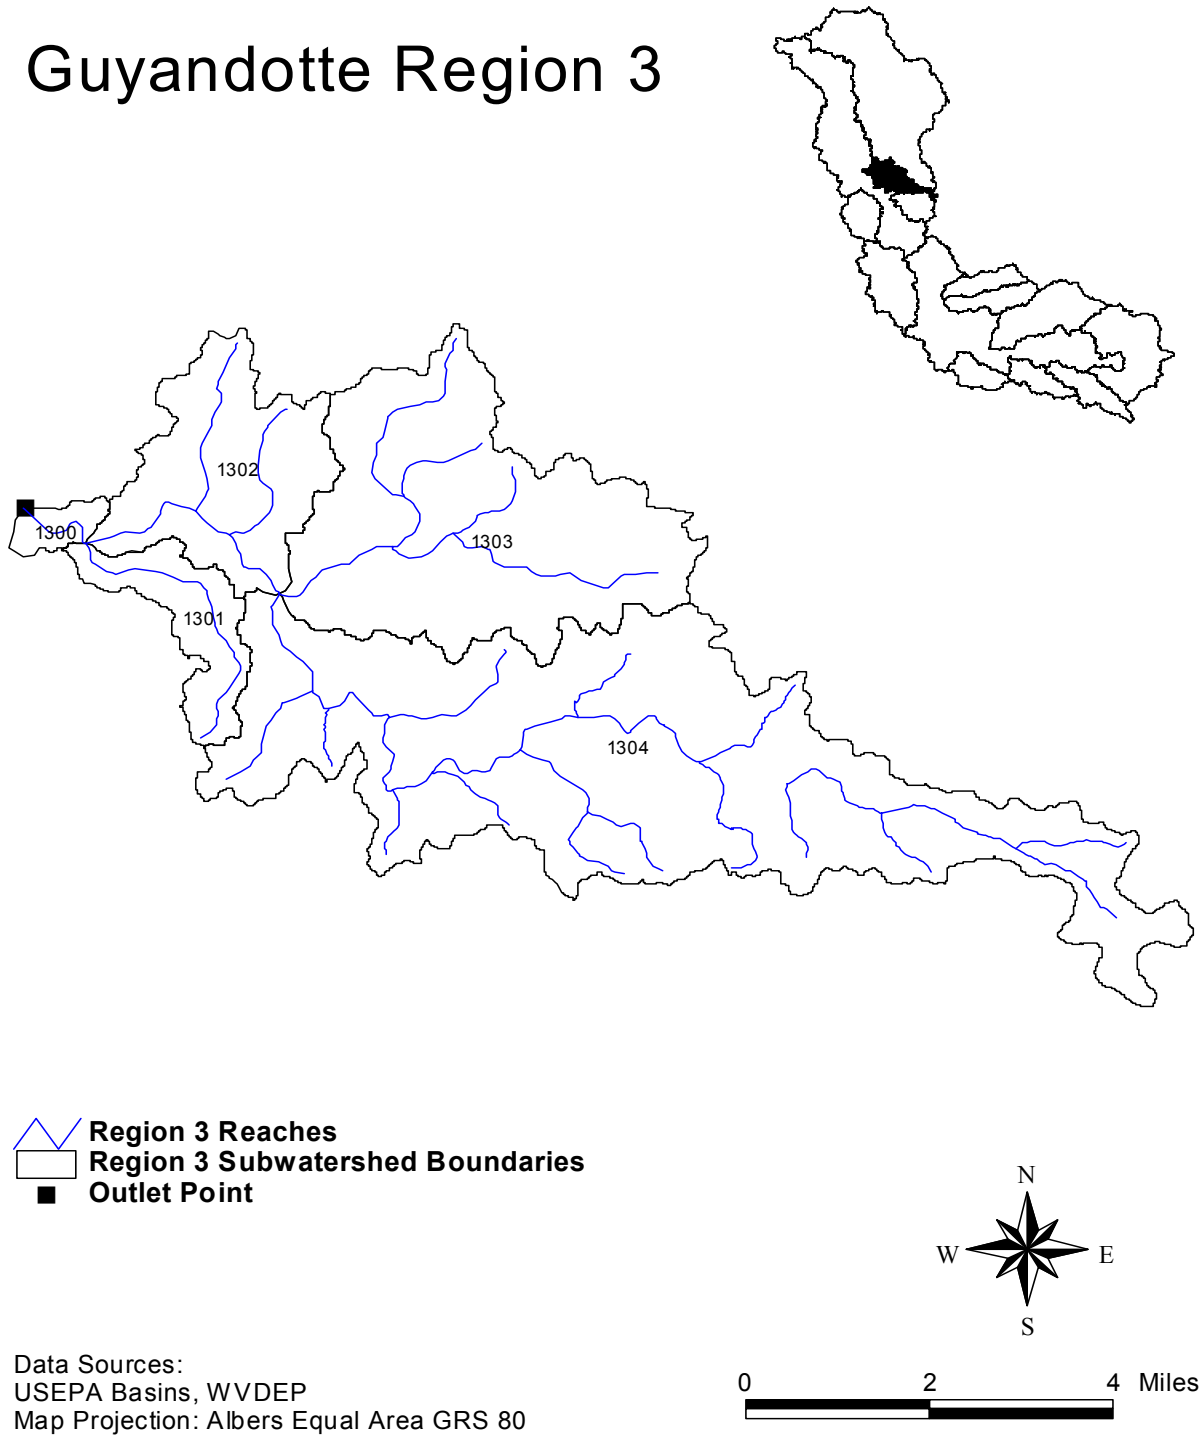 Guyandotte Region 3
1302
1300
1303
1301
1304
Region 3 Reaches
Region 3 Subwatershed Boundaries
Outlet Point
N
W E
S
Data Sources:
USEPA Basins, WVDEP
Map Projection: Albers Equal Area GRS 80
0 2 4 Miles